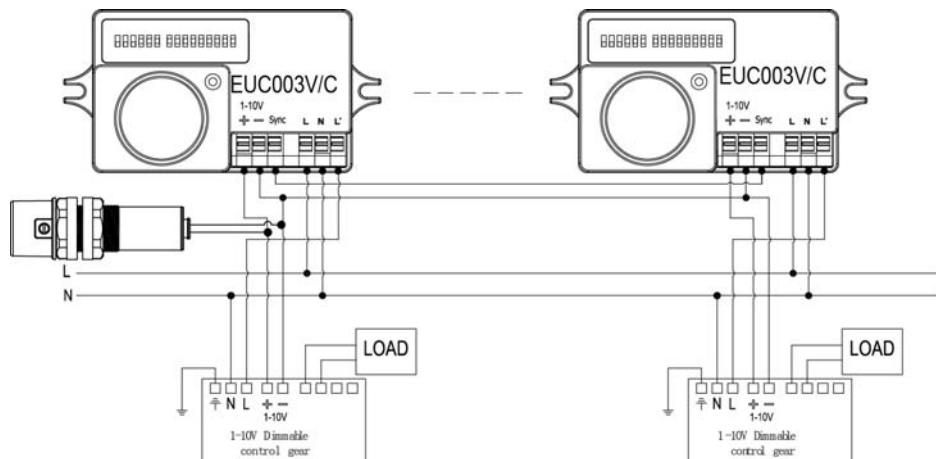 EUC003V/C
1-10V
+ − Sync L N L'
EUC003V/C
1-10V
+ − Sync L N L'
L
N
LOAD
N L + −
1-10V
1-10V Dimmable
control gear
LOAD
N L + −
1-10V
1-10V Dimmable
control gear